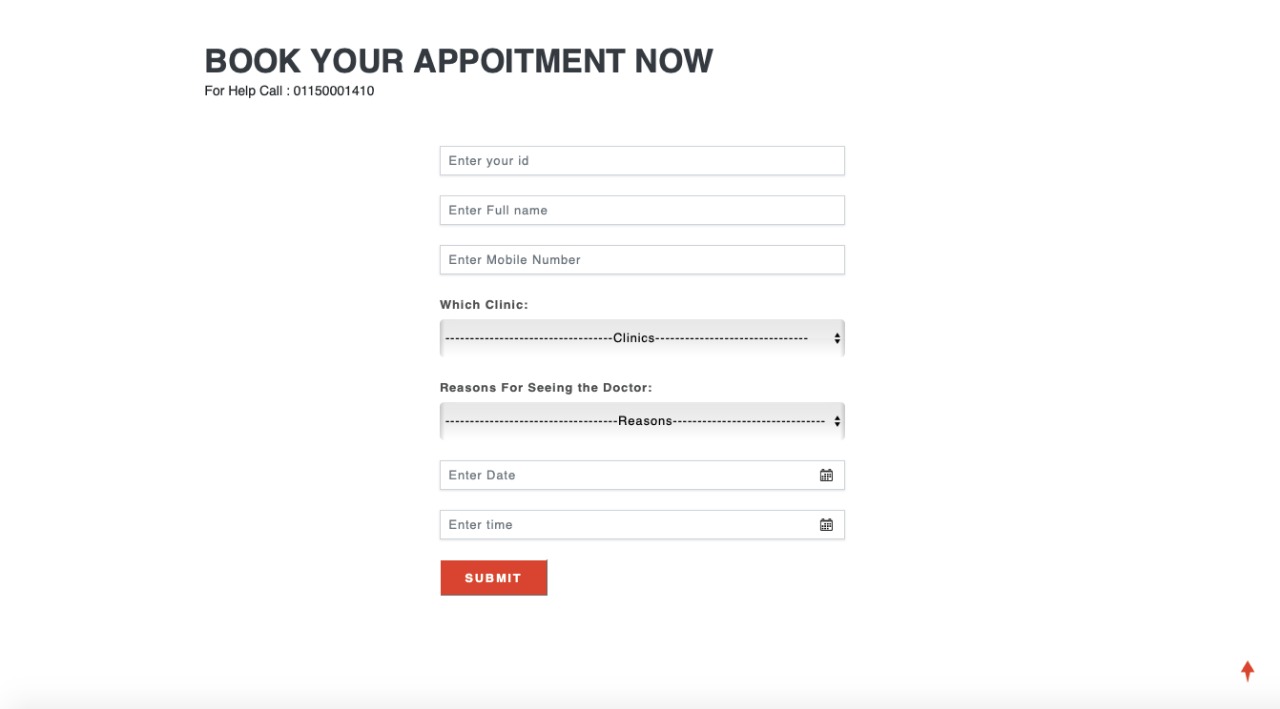 BOOK YOUR APPOITMENT NOW
For Help Call : 01150001410
Enter your id
Enter Full name
Enter Mobile Number
Which Clinic:
----------------------------------Clinics-------------------------------
Reasons For Seeing the Doctor:
-----------------------------------Reasons-------------------------------
Enter Date
Enter time
SUBMIT